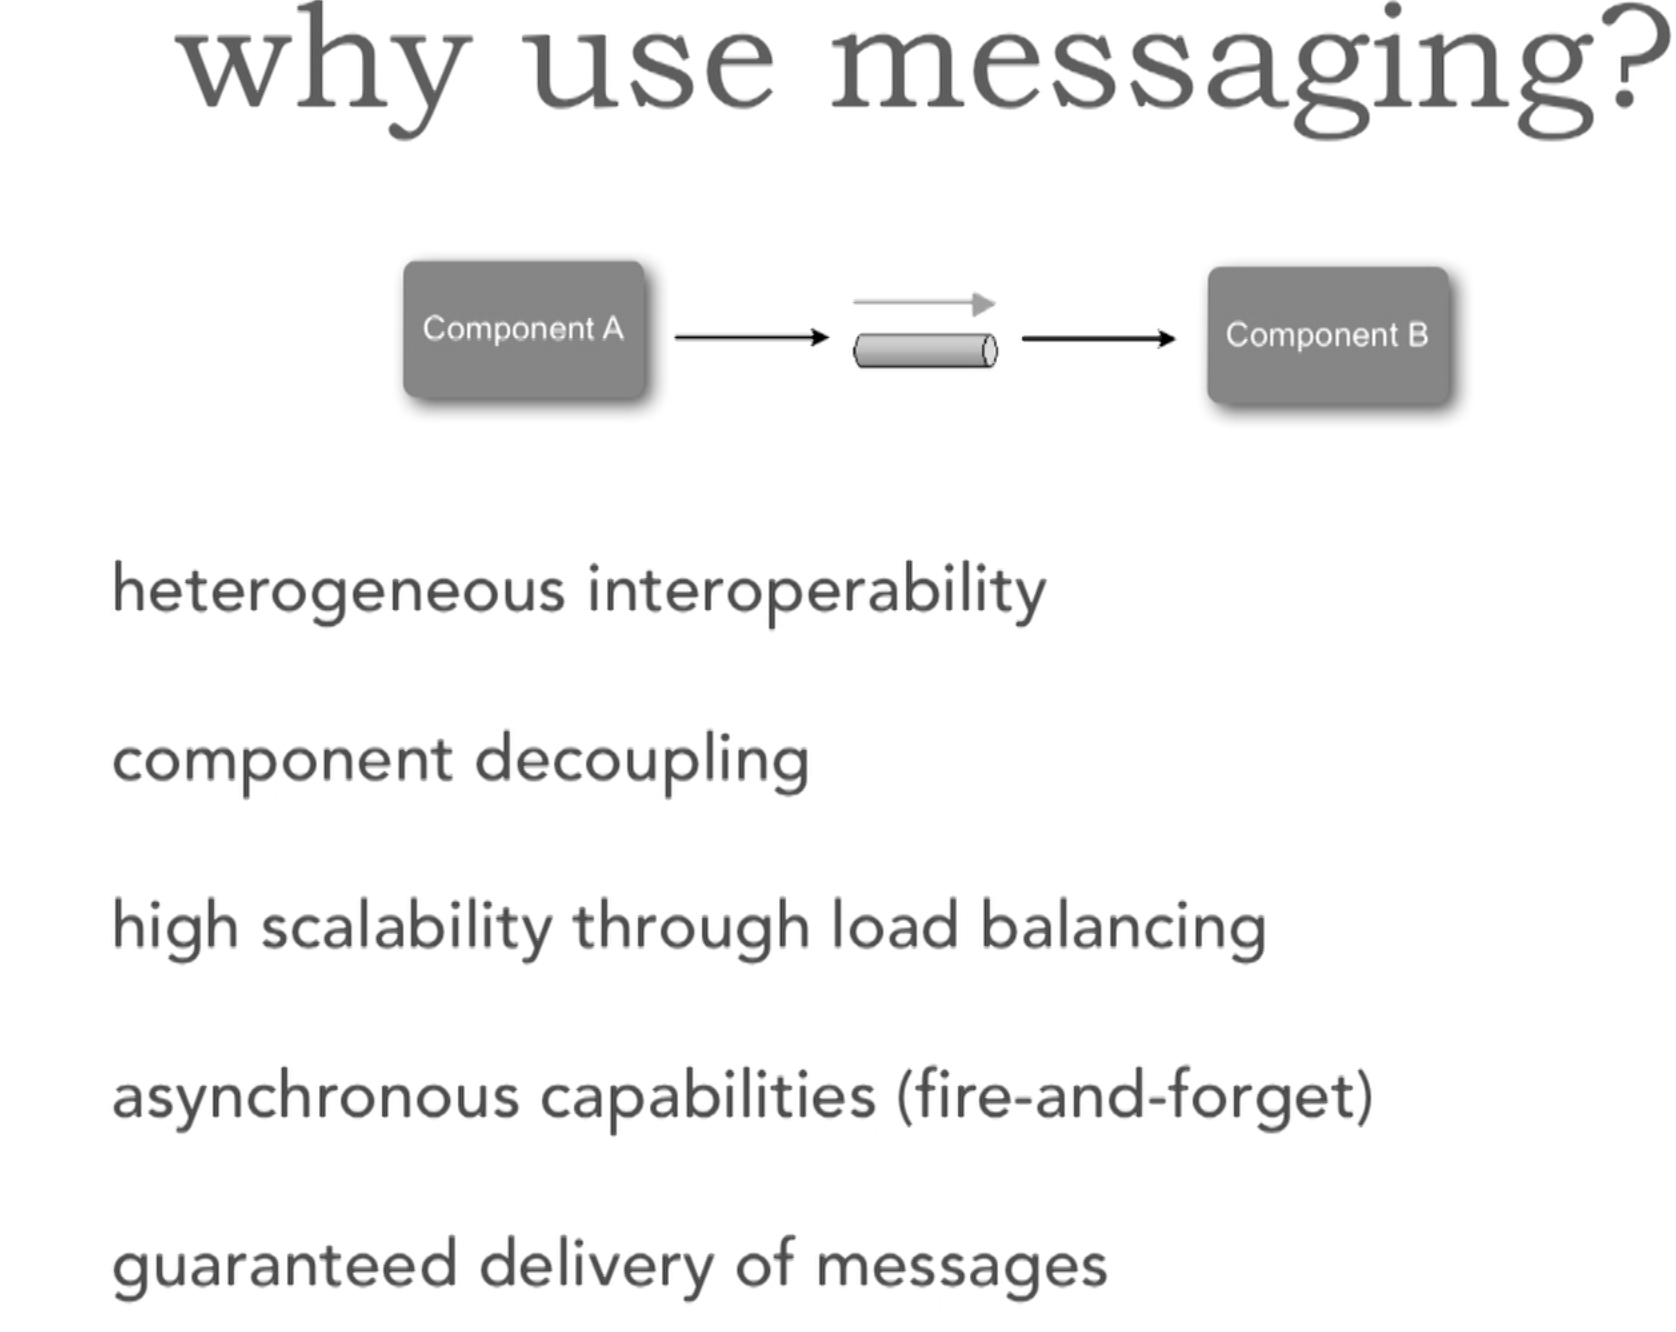 why use messaging?
Component A
Component B
heterogeneous interoperability
component decoupling
high scalability through load balancing
asynchronous capabilities (fire-and-forget)
guaranteed delivery of messages